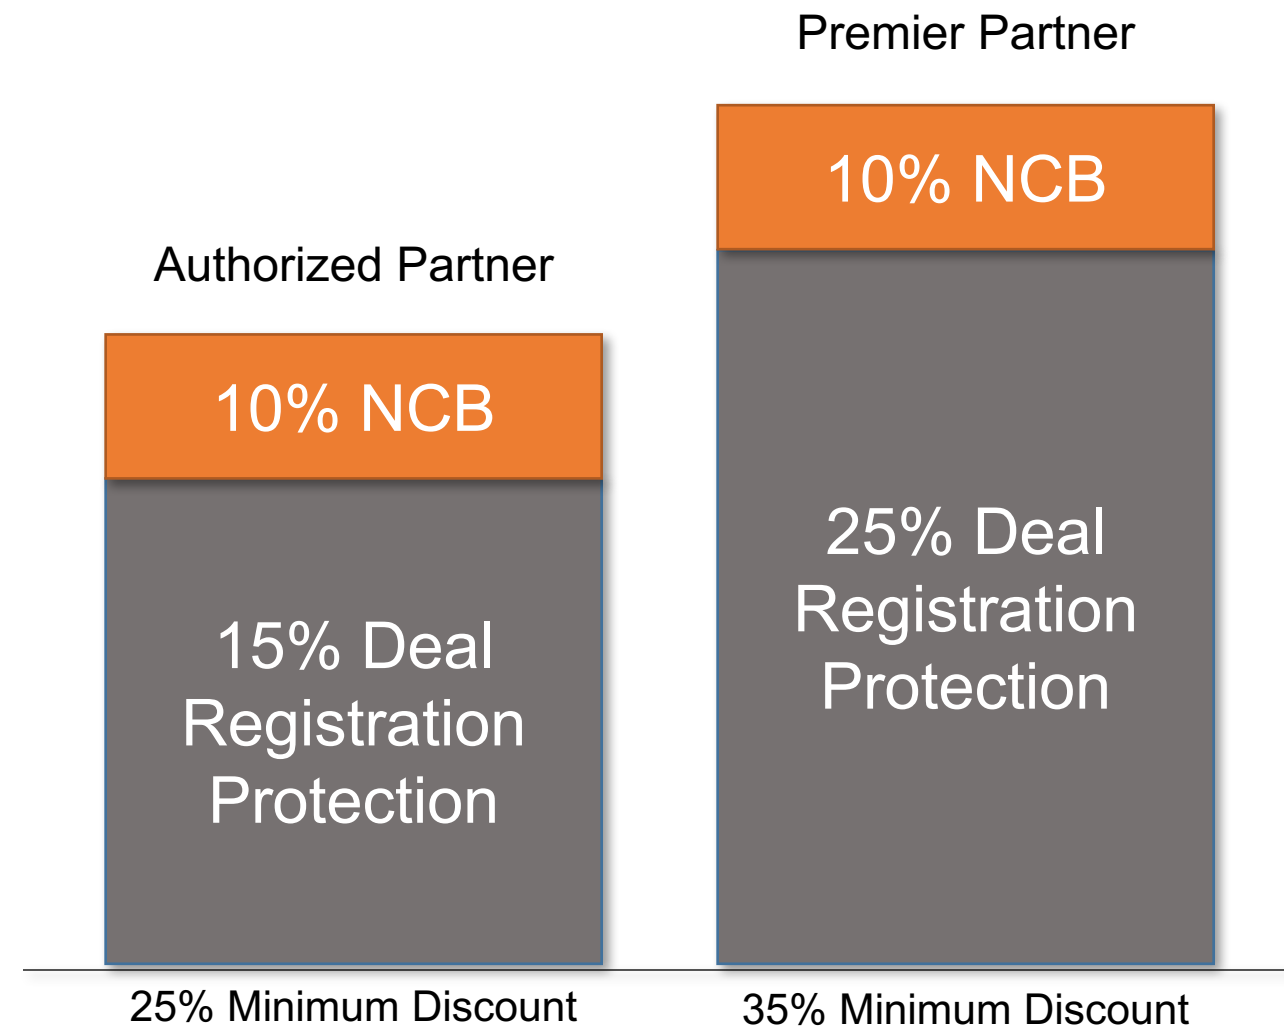 Authorized Partner
10% NCB
15% Deal
Registration
Protection
25% Minimum Discount
Premier Partner
10% NCB
25% Deal
Registration
Protection
35% Minimum Discount